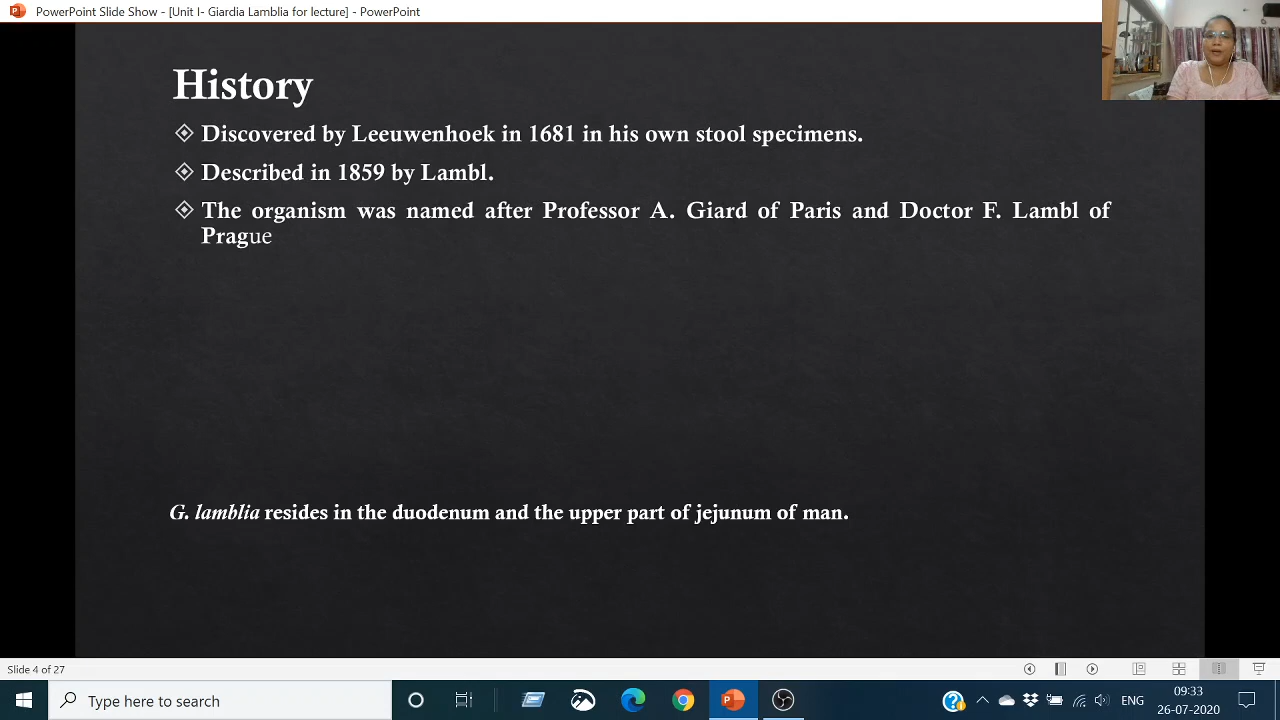 PowerPoint Slide Show - [Unit I- Giardia Lamblia for lecture] - PowerPoint
History
Discovered by Leeuwenhoek in 1681 in his own stool specimens.
Described in 1859 by Lambl.
The organism was named after Professor A. Giard of Paris and Doctor F. Lambl of
Prague
G. lamblia resides in the duodenum and the upper part of jejunum of man.
Slide 4 of 27
Type here to search
ENG
09:33
26-07-2020